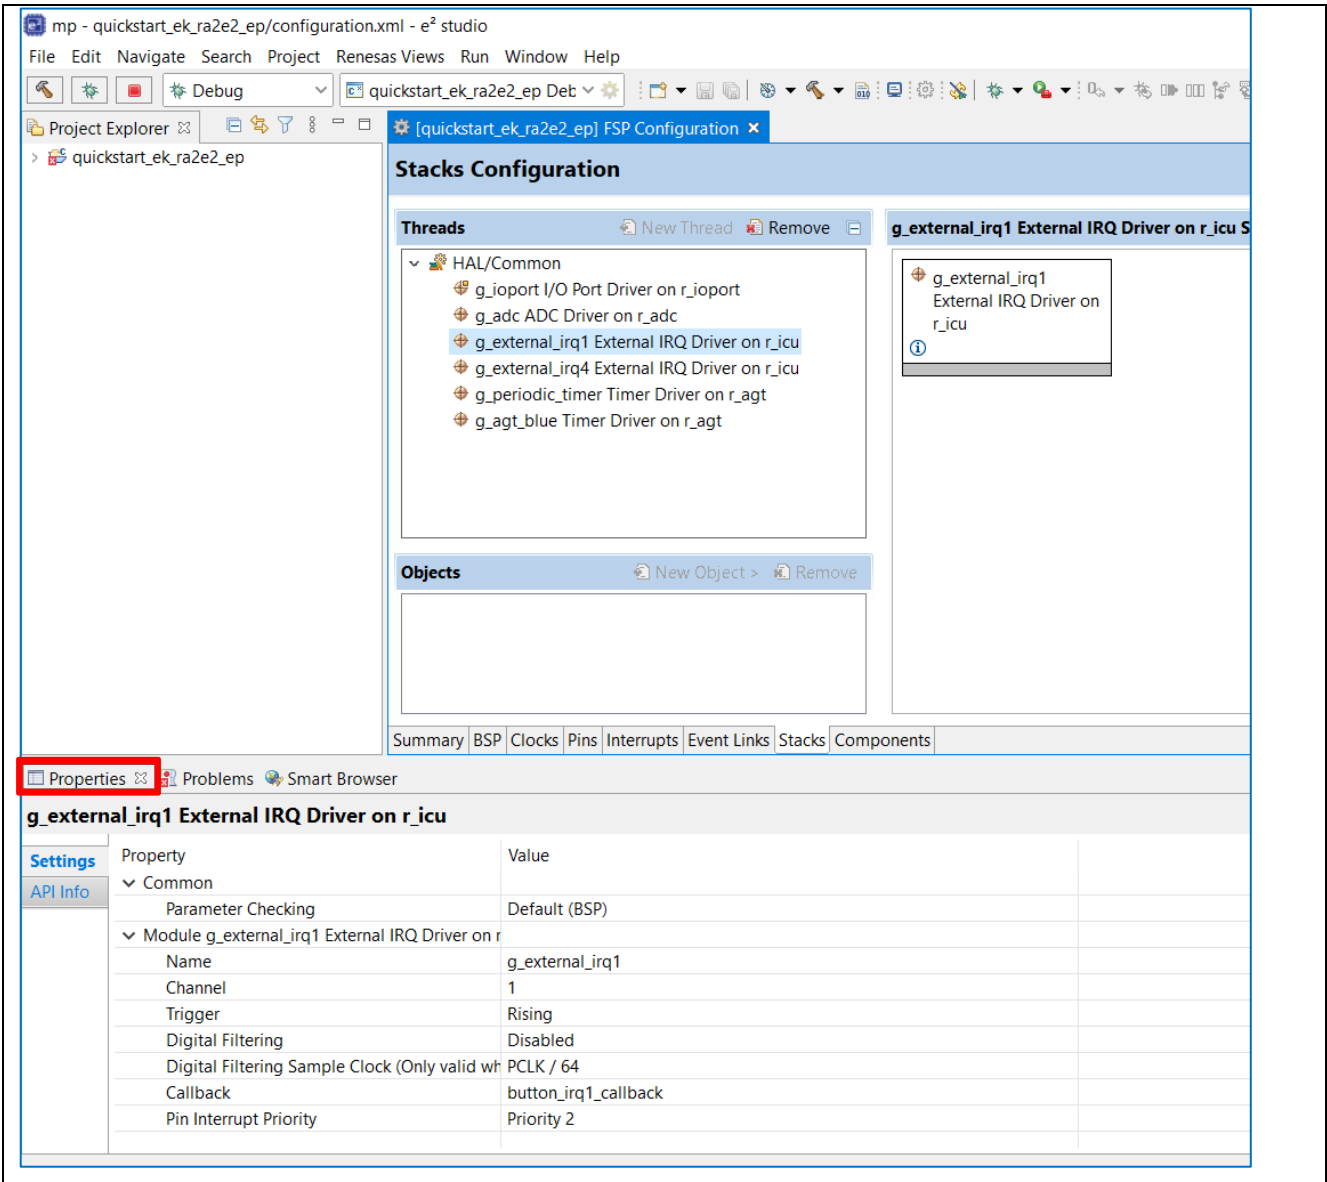 mp - quickstart_ek_ra2e2_ep/configuration.xml - e² studio
File Edit Navigate Search Project Renesas Views Run Window Help
Debug quickstart_ek_ra2e2_ep Deb
Project Explorer
[quickstart_ek_ra2e2_ep] FSP Configuration
quickstart_ek_ra2e2_ep
Stacks Configuration
Threads New Thread Remove
HAL/Common
g_ioport I/O Port Driver on r_ioport
g_adc ADC Driver on r_adc
g_external_irq1 External IRQ Driver on r_icu
g_external_irq4 External IRQ Driver on r_icu
g_periodic_timer Timer Driver on r_agt
g_agt_blue Timer Driver on r_agt
g_external_irq1 External IRQ Driver on r_icu S
g_external_irq1
External IRQ Driver on
r_icu
Objects New Object > Remove
Summary BSP Clocks Pins Interrupts Event Links Stacks Components
Properties Problems Smart Browser
g_external_irq1 External IRQ Driver on r_icu
Settings
API Info
Property Value
Common
Parameter Checking Default (BSP)
Module g_external_irq1 External IRQ Driver on r
Name g_external_irq1
Channel 1
Trigger Rising
Digital Filtering Disabled
Digital Filtering Sample Clock (Only valid wh PCLK / 64
Callback button_irq1_callback
Pin Interrupt Priority Priority 2